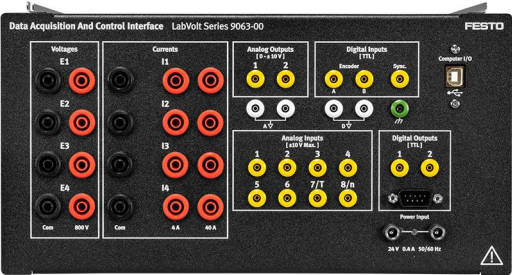 Data Acquisition And Control Interface LabVolt Series 9063-00
FESTO
Voltages
Currents
Analog Outputs
[ 0 - ± 10 V ]
Digital Inputs
[ TTL ]
Computer I/O
E1
I1
1 2
Encoder Sync.
A B
E2
I2
A
D
Analog Inputs
[ ±10 V Max. ]
Digital Outputs
[ TTL ]
E3
I3
1 2 3 4
1 2
E4
I4
5 6 7/T 8/n
Power Input
Com 800 V
Com 4 A 40 A
24 V 0.4 A 50/60 Hz